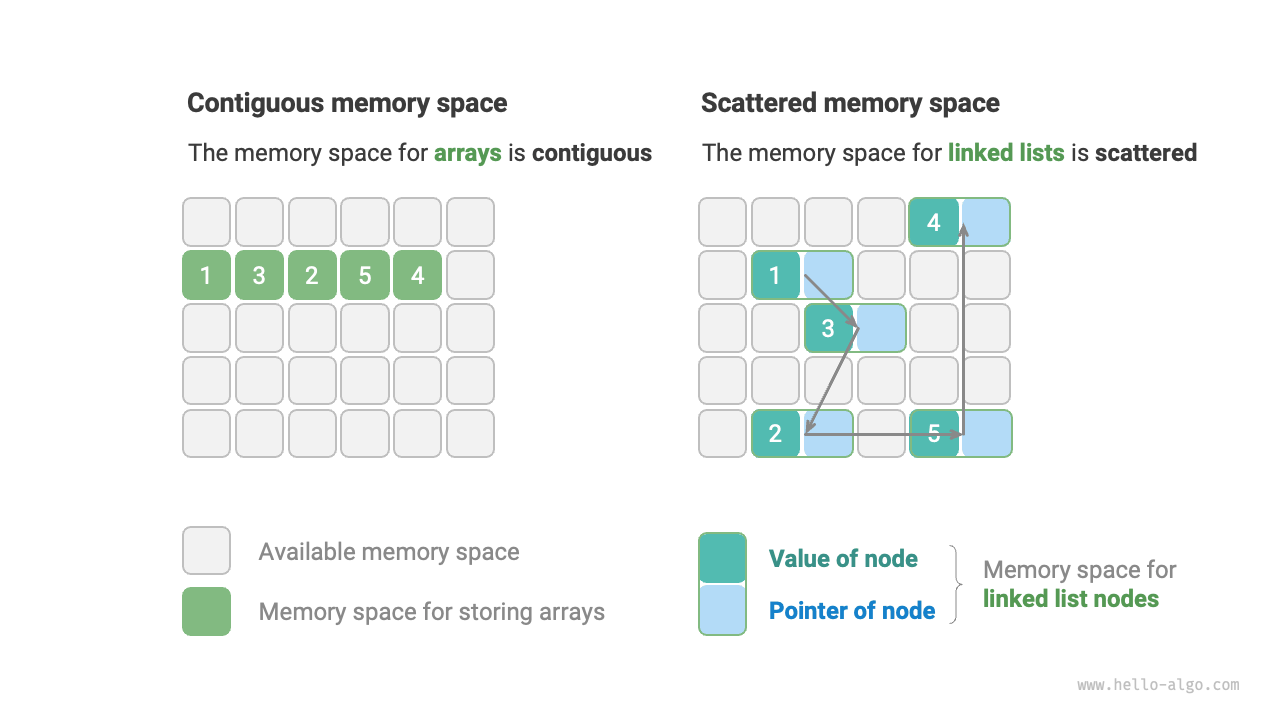 Contiguous memory space
The memory space for arrays is contiguous
1 3 2 5 4
Available memory space
Memory space for storing arrays
Scattered memory space
The memory space for linked lists is scattered
4
1
3
2 5
Value of node
Pointer of node
Memory space for
linked list nodes
www.hello-algo.com